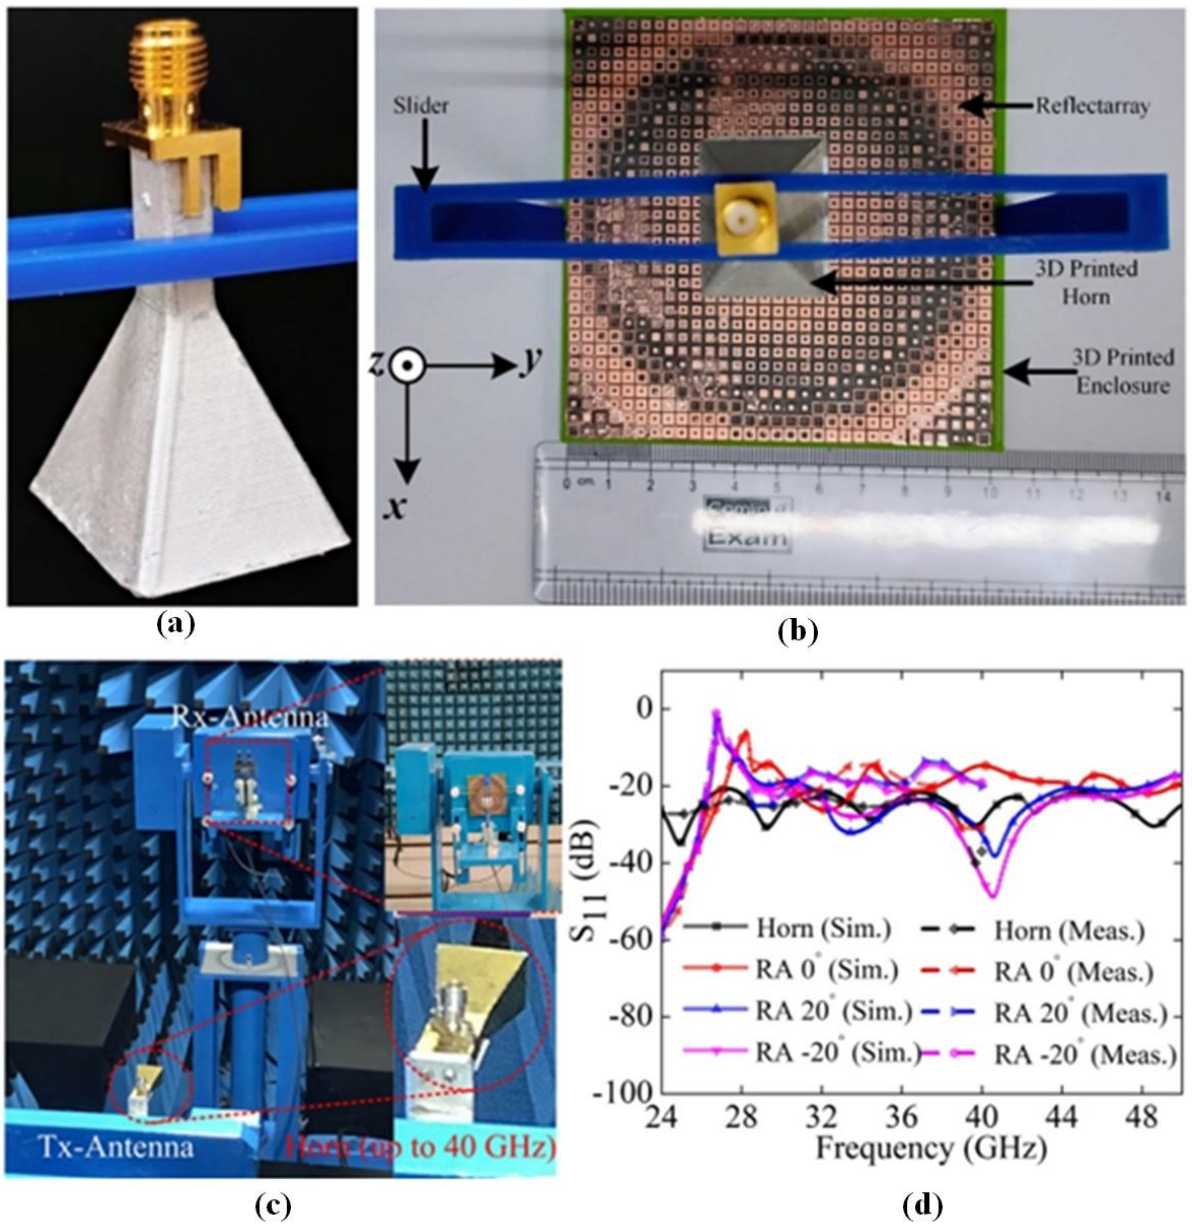 Slider
Reflectarray
3D Printed
Horn
3D Printed
Enclosure
z
y
x
0 cm. 1 2 3 4 5 6 7 8 9 10 11 12 13 14
Exam
(a)
(b)
Rx-Antenna
Tx-Antenna
Horn (up to 40 GHz)
(c)
S11 (dB)
0
-20
-40
-60
-80
-100
Horn (Sim.)
Horn (Meas.)
RA 0° (Sim.)
RA 0° (Meas.)
RA 20° (Sim.)
RA 20° (Meas.)
RA -20° (Sim.)
RA -20° (Meas.)
24 28 32 36 40 44 48
Frequency (GHz)
(d)